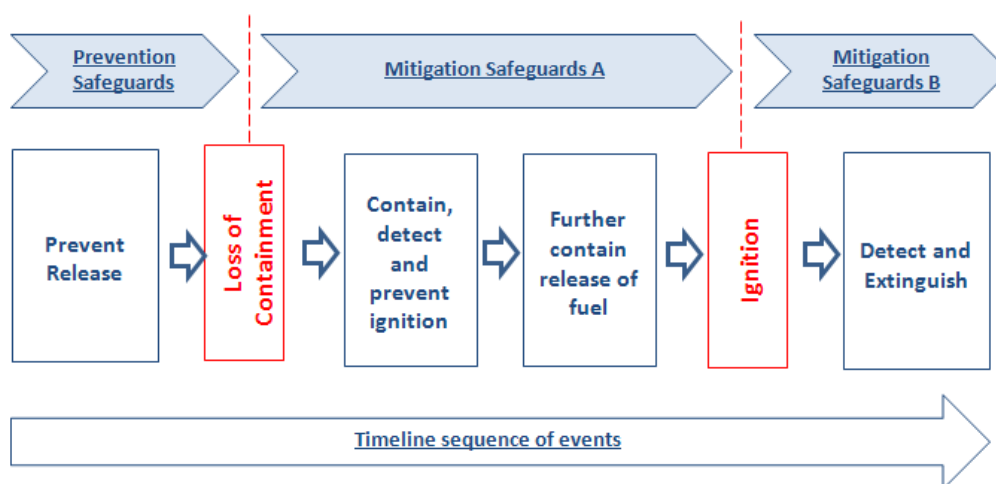 Prevention
Safeguards
Mitigation Safeguards A
Mitigation
Safeguards B
Prevent
Release
Loss of
Containment
Contain,
detect
and
prevent
ignition
Further
contain
release of
fuel
Ignition
Detect and
Extinguish
Timeline sequence of events